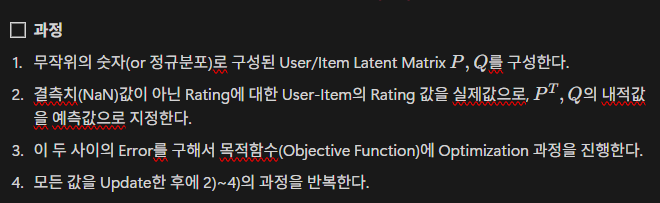 과정
1. 무작위의 숫자(or 정규분포)로 구성된 User/Item Latent Matrix P, Q를 구성한다.
2. 결측치(NaN)값이 아닌 Rating에 대한 User-Item의 Rating 값을 실제값으로, P^T, Q의 내적값
을 예측값으로 지정한다.
3. 이 두 사이의 Error를 구해서 목적함수(Objective Function)에 Optimization 과정을 진행한다.
4. 모든 값을 Update한 후에 2)~4)의 과정을 반복한다.